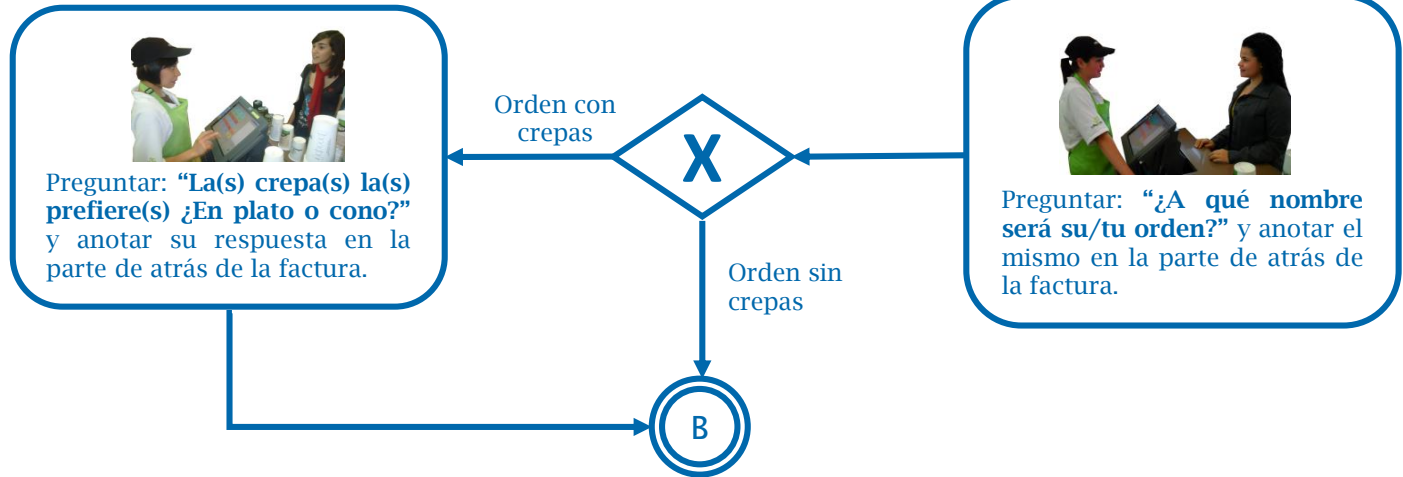 Orden con
crepas
X
Preguntar: “La(s) crepa(s) la(s)
prefiere(s) ¿En plato o cono?”
y anotar su respuesta en la
parte de atrás de la factura.
Preguntar: “¿A qué nombre
será su/tu orden?” y anotar el
mismo en la parte de atrás de
la factura.
Orden sin
crepas
B